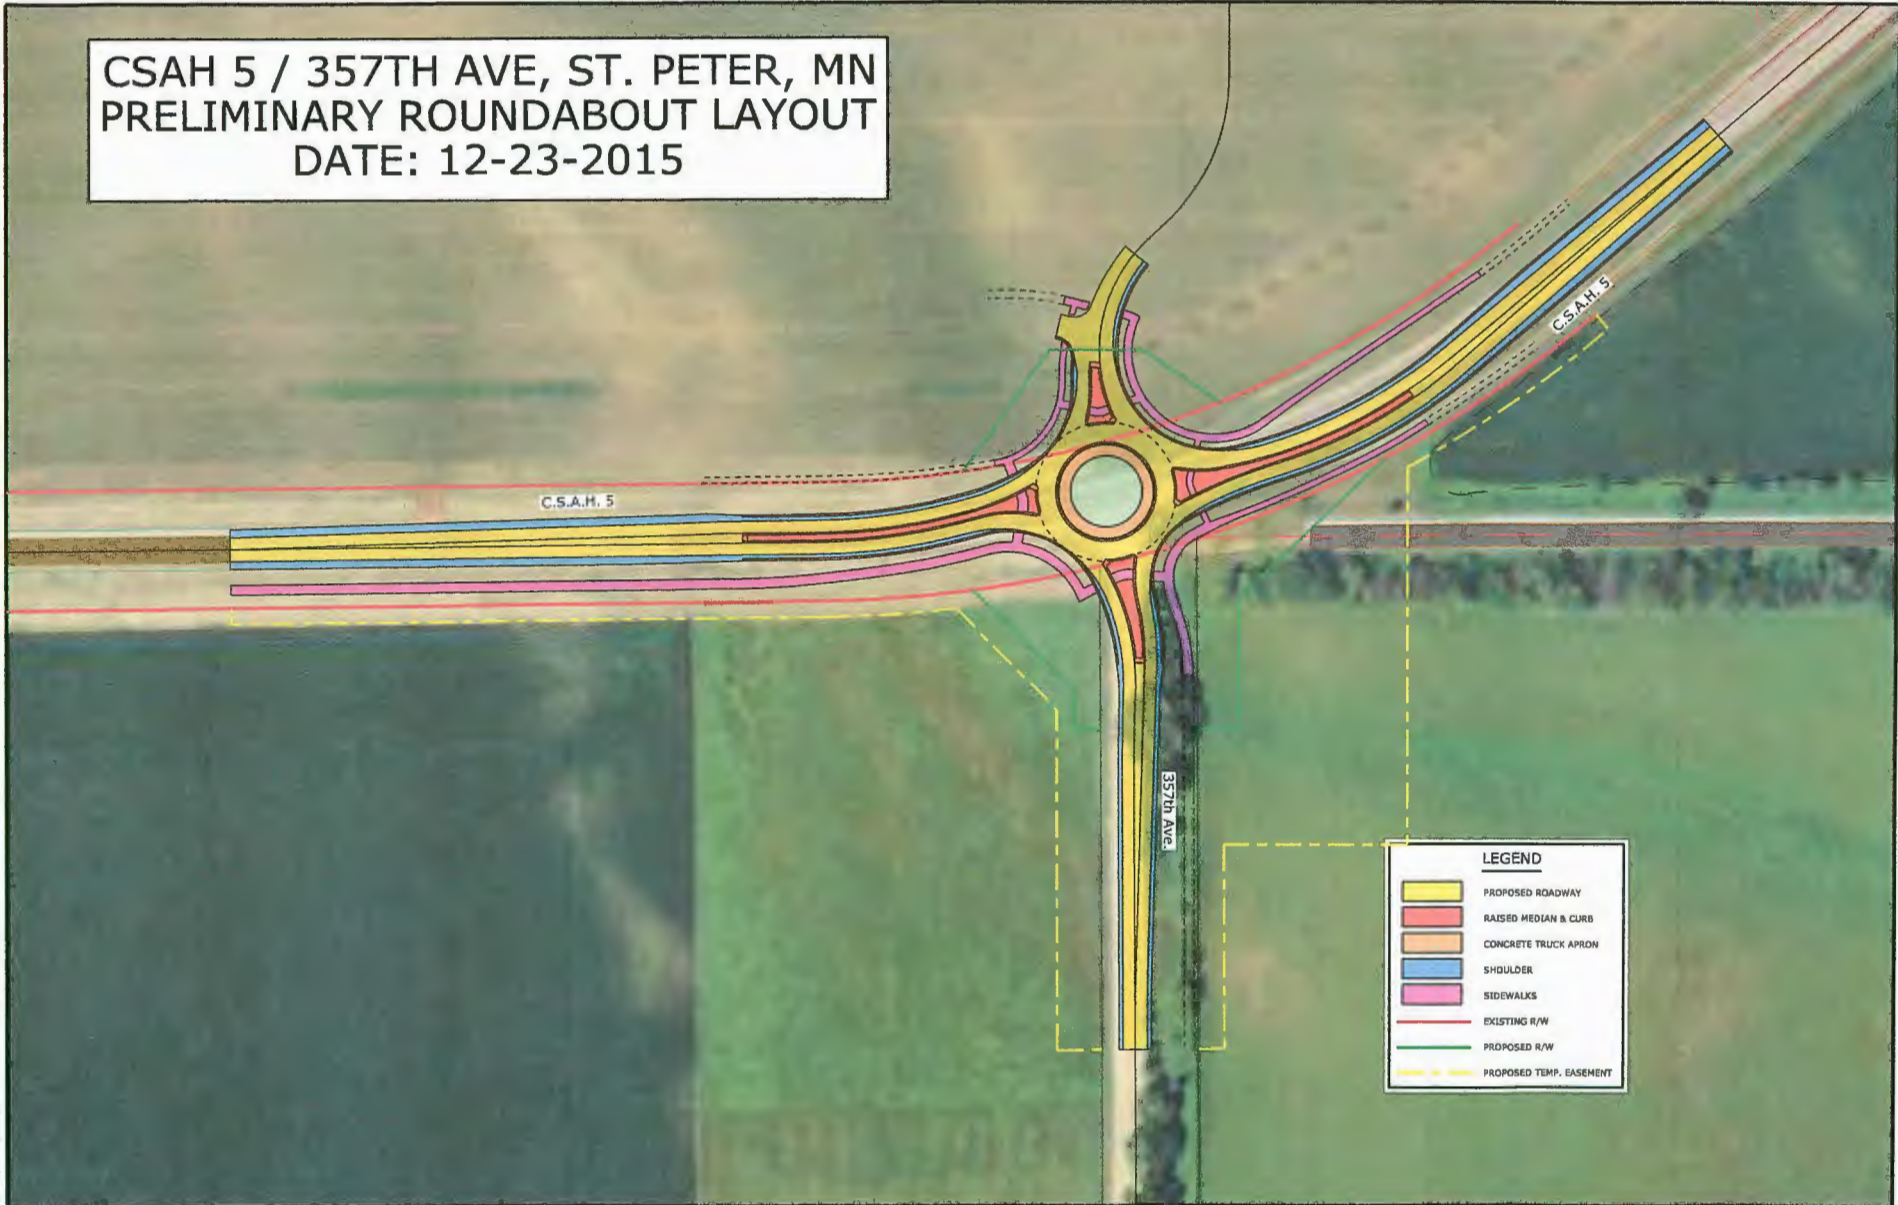 CSAH 5 / 357TH AVE, ST. PETER, MN
PRELIMINARY ROUNDABOUT LAYOUT
DATE: 12-23-2015
C.S.A.H. 5
C.S.A.H. 5
357th Ave.
LEGEND
PROPOSED ROADWAY
RAISED MEDIAN & CURB
CONCRETE TRUCK APRON
SHOULDER
SIDEWALKS
EXISTING R/W
PROPOSED R/W
PROPOSED TEMP. EASEMENT